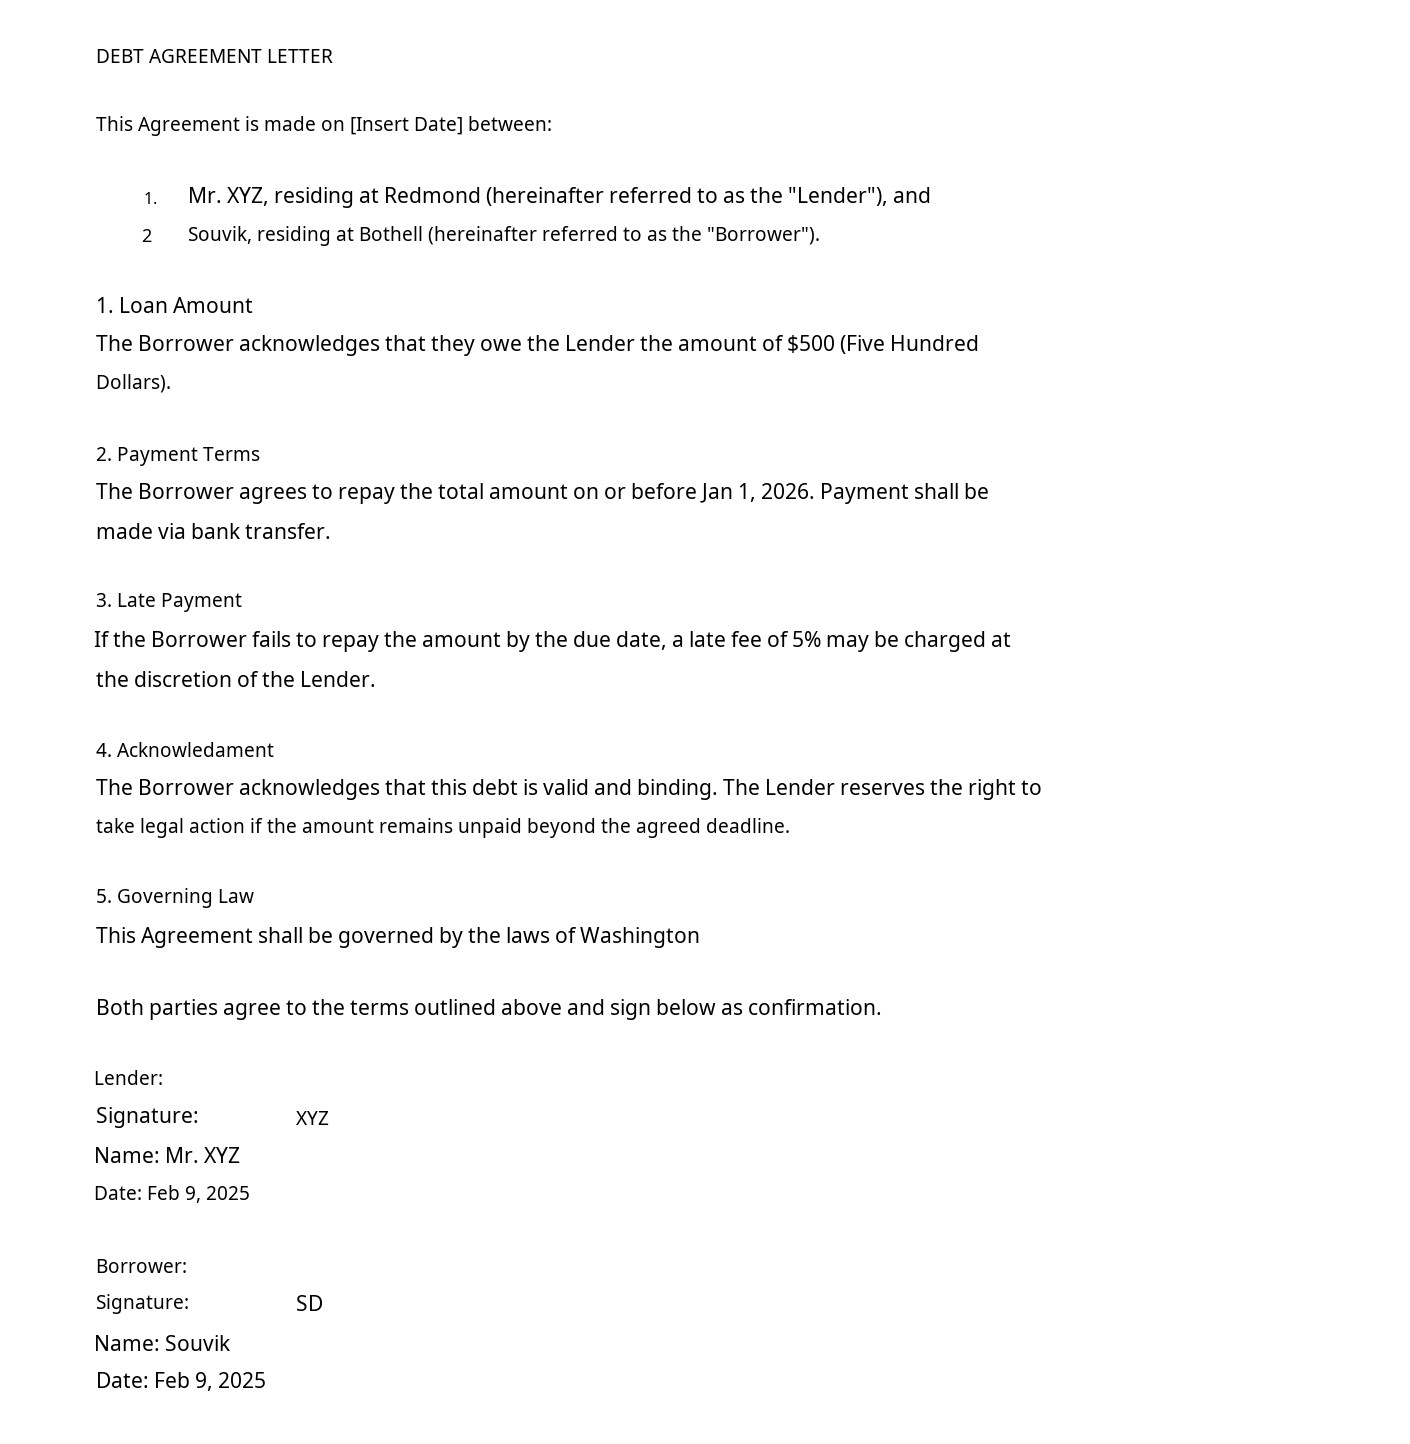 DEBT AGREEMENT LETTER
This Agreement is made on [Insert Date] between:
1. Mr. XYZ, residing at Redmond (hereinafter referred to as the "Lender"), and
2 Souvik, residing at Bothell (hereinafter referred to as the "Borrower").
1. Loan Amount
The Borrower acknowledges that they owe the Lender the amount of $500 (Five Hundred
Dollars).
2. Payment Terms
The Borrower agrees to repay the total amount on or before Jan 1, 2026. Payment shall be
made via bank transfer.
3. Late Payment
If the Borrower fails to repay the amount by the due date, a late fee of 5% may be charged at
the discretion of the Lender.
4. Acknowledament
The Borrower acknowledges that this debt is valid and binding. The Lender reserves the right to
take legal action if the amount remains unpaid beyond the agreed deadline.
5. Governing Law
This Agreement shall be governed by the laws of Washington
Both parties agree to the terms outlined above and sign below as confirmation.
Lender:
Signature: XYZ
Name: Mr. XYZ
Date: Feb 9, 2025
Borrower:
Signature: SD
Name: Souvik
Date: Feb 9, 2025